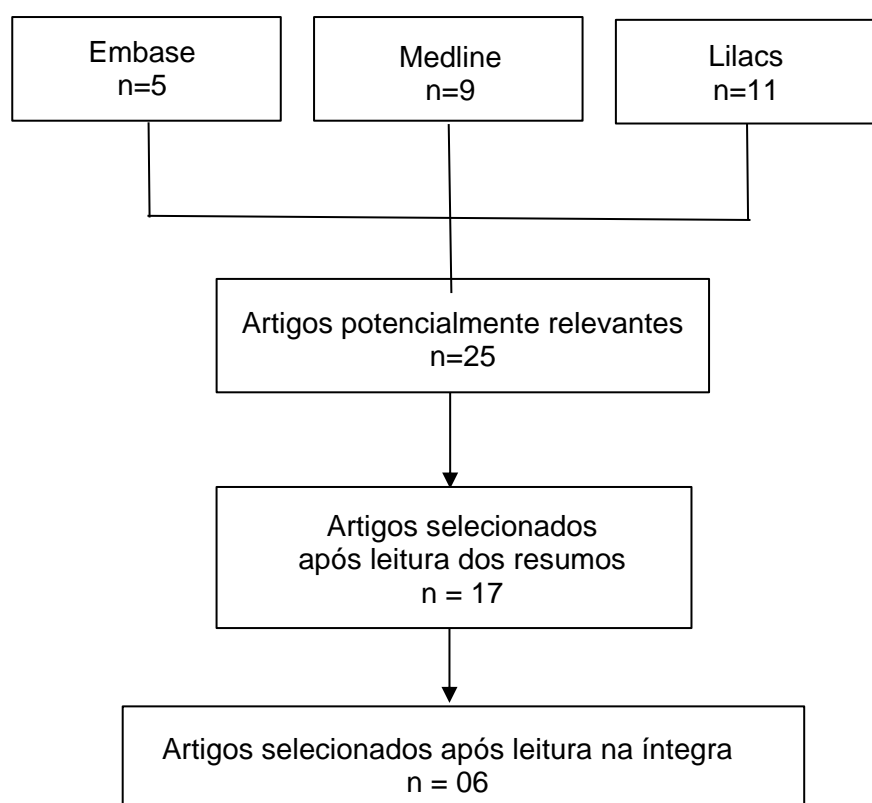 Embase
n=5
Medline
n=9
Lilacs
n=11
Artigos potencialmente relevantes
n=25
Artigos selecionados
após leitura dos resumos
n = 17
Artigos selecionados após leitura na íntegra
n = 06